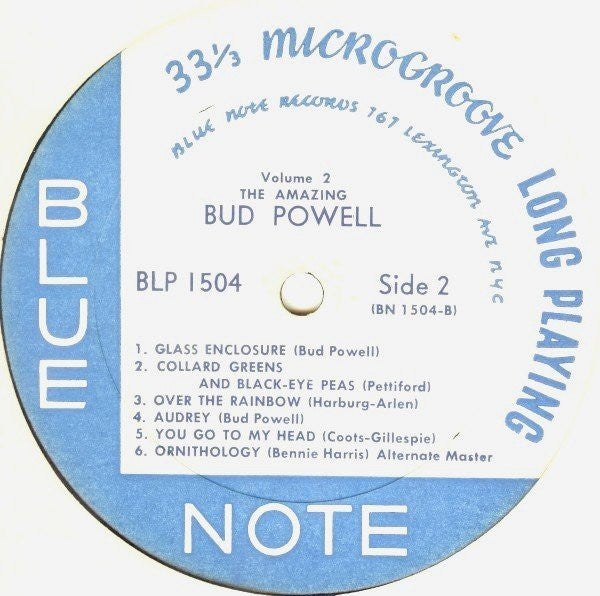 33⅓ MICROGROOVE LONG PLAYING
BLUE NOTE RECORDS 767 LEXINGTON AVE NYC
Volume 2
THE AMAZING
BUD POWELL
BLP 1504
Side 2
(BN 1504-B)
1. GLASS ENCLOSURE (Bud Powell)
2. COLLARD GREENS
AND BLACK-EYE PEAS (Pettiford)
3. OVER THE RAINBOW (Harburg-Arlen)
4. AUDREY (Bud Powell)
5. YOU GO TO MY HEAD (Coots-Gillespie)
6. ORNITHOLOGY (Bennie Harris) Alternate Master
BLUE
NOTE